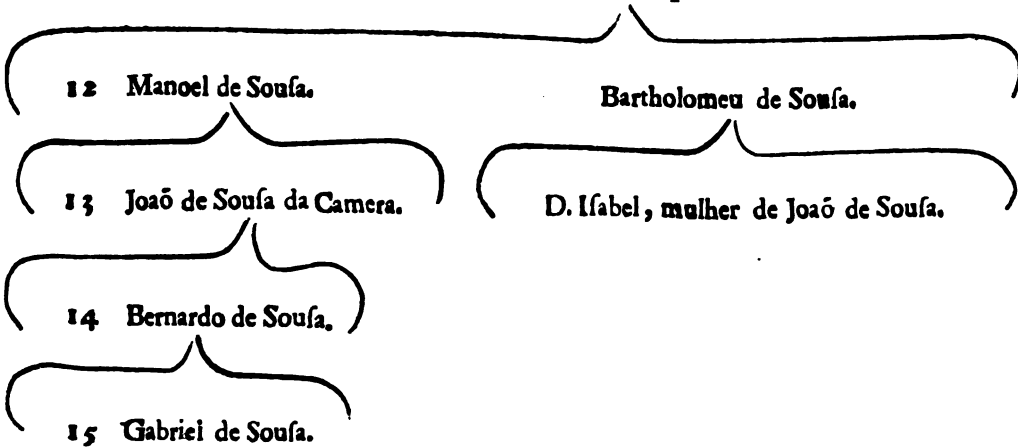 12 Manoel de Souſa.
Bartholomeu de Souſa.
13 Joaõ de Souſa da Camera.
D. Iſabel, mulher de Joaõ de Souſa.
14 Bernardo de Souſa.
15 Gabriel de Souſa.